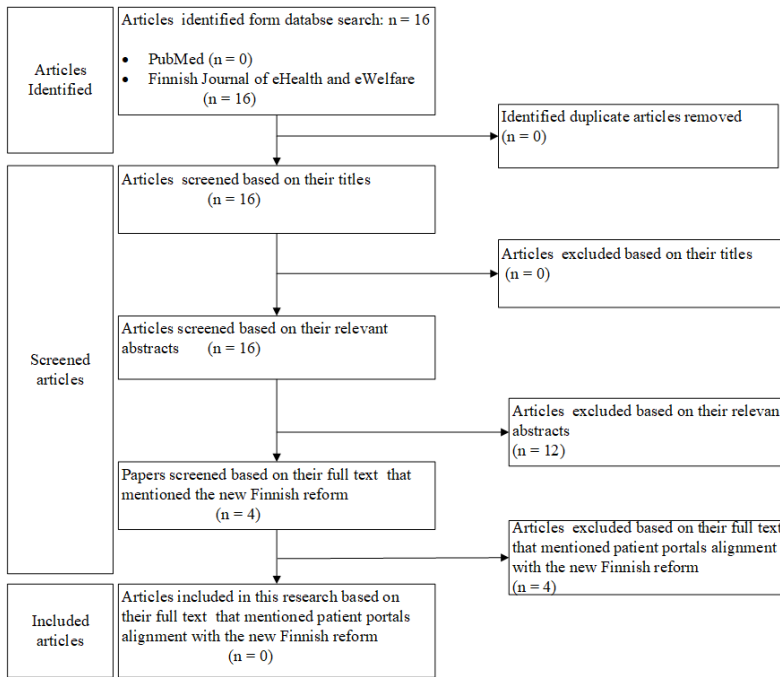 Articles Identified
Articles  identified form databse search: n = 16
• PubMed (n = 0)
• Finnish Journal of eHealth and eWelfare
(n = 16)
Identified duplicate articles removed
(n = 0)
Screened articles
Articles  screened based on their titles
(n = 16)
Articles  excluded based on their titles
(n = 0)
Articles screened based on their relevant
abstracts (n = 16)
Articles  excluded based on their relevant
abstracts
(n = 12)
Papers screened based on their full text  that
mentioned the new Finnish reform
(n = 4)
Articles  excluded based on their full text
that mentioned patient portals alignment
with the new Finnish reform
(n = 4)
Included
articles
Articles included in this research based on
their full text  that mentioned patient portals
alignment with the new Finnish reform
(n = 0)